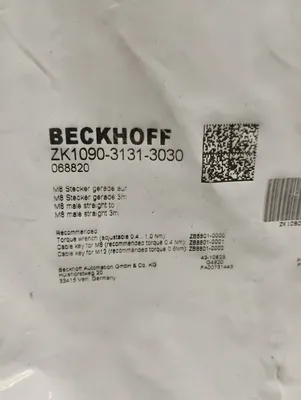 BECKHOFF
ZK1090-3131-3030
068820
M8 Stecker gerade auf
M8 Stecker gerade 3m
M8 male straight to
M8 male straight 3m
Recommended
Torque wrench (adjustable 0.4...1.0 Nm): ZB8801-0000
Cable key for M8 (recommended torque 0.4 Nm): ZB8801-0001
Cable key for M12 (recommended torque 0.6Nm): ZB8801-0002
Beckhoff Automation GmbH & Co. KG
Hülshorstweg 20
33415 Verl Germany